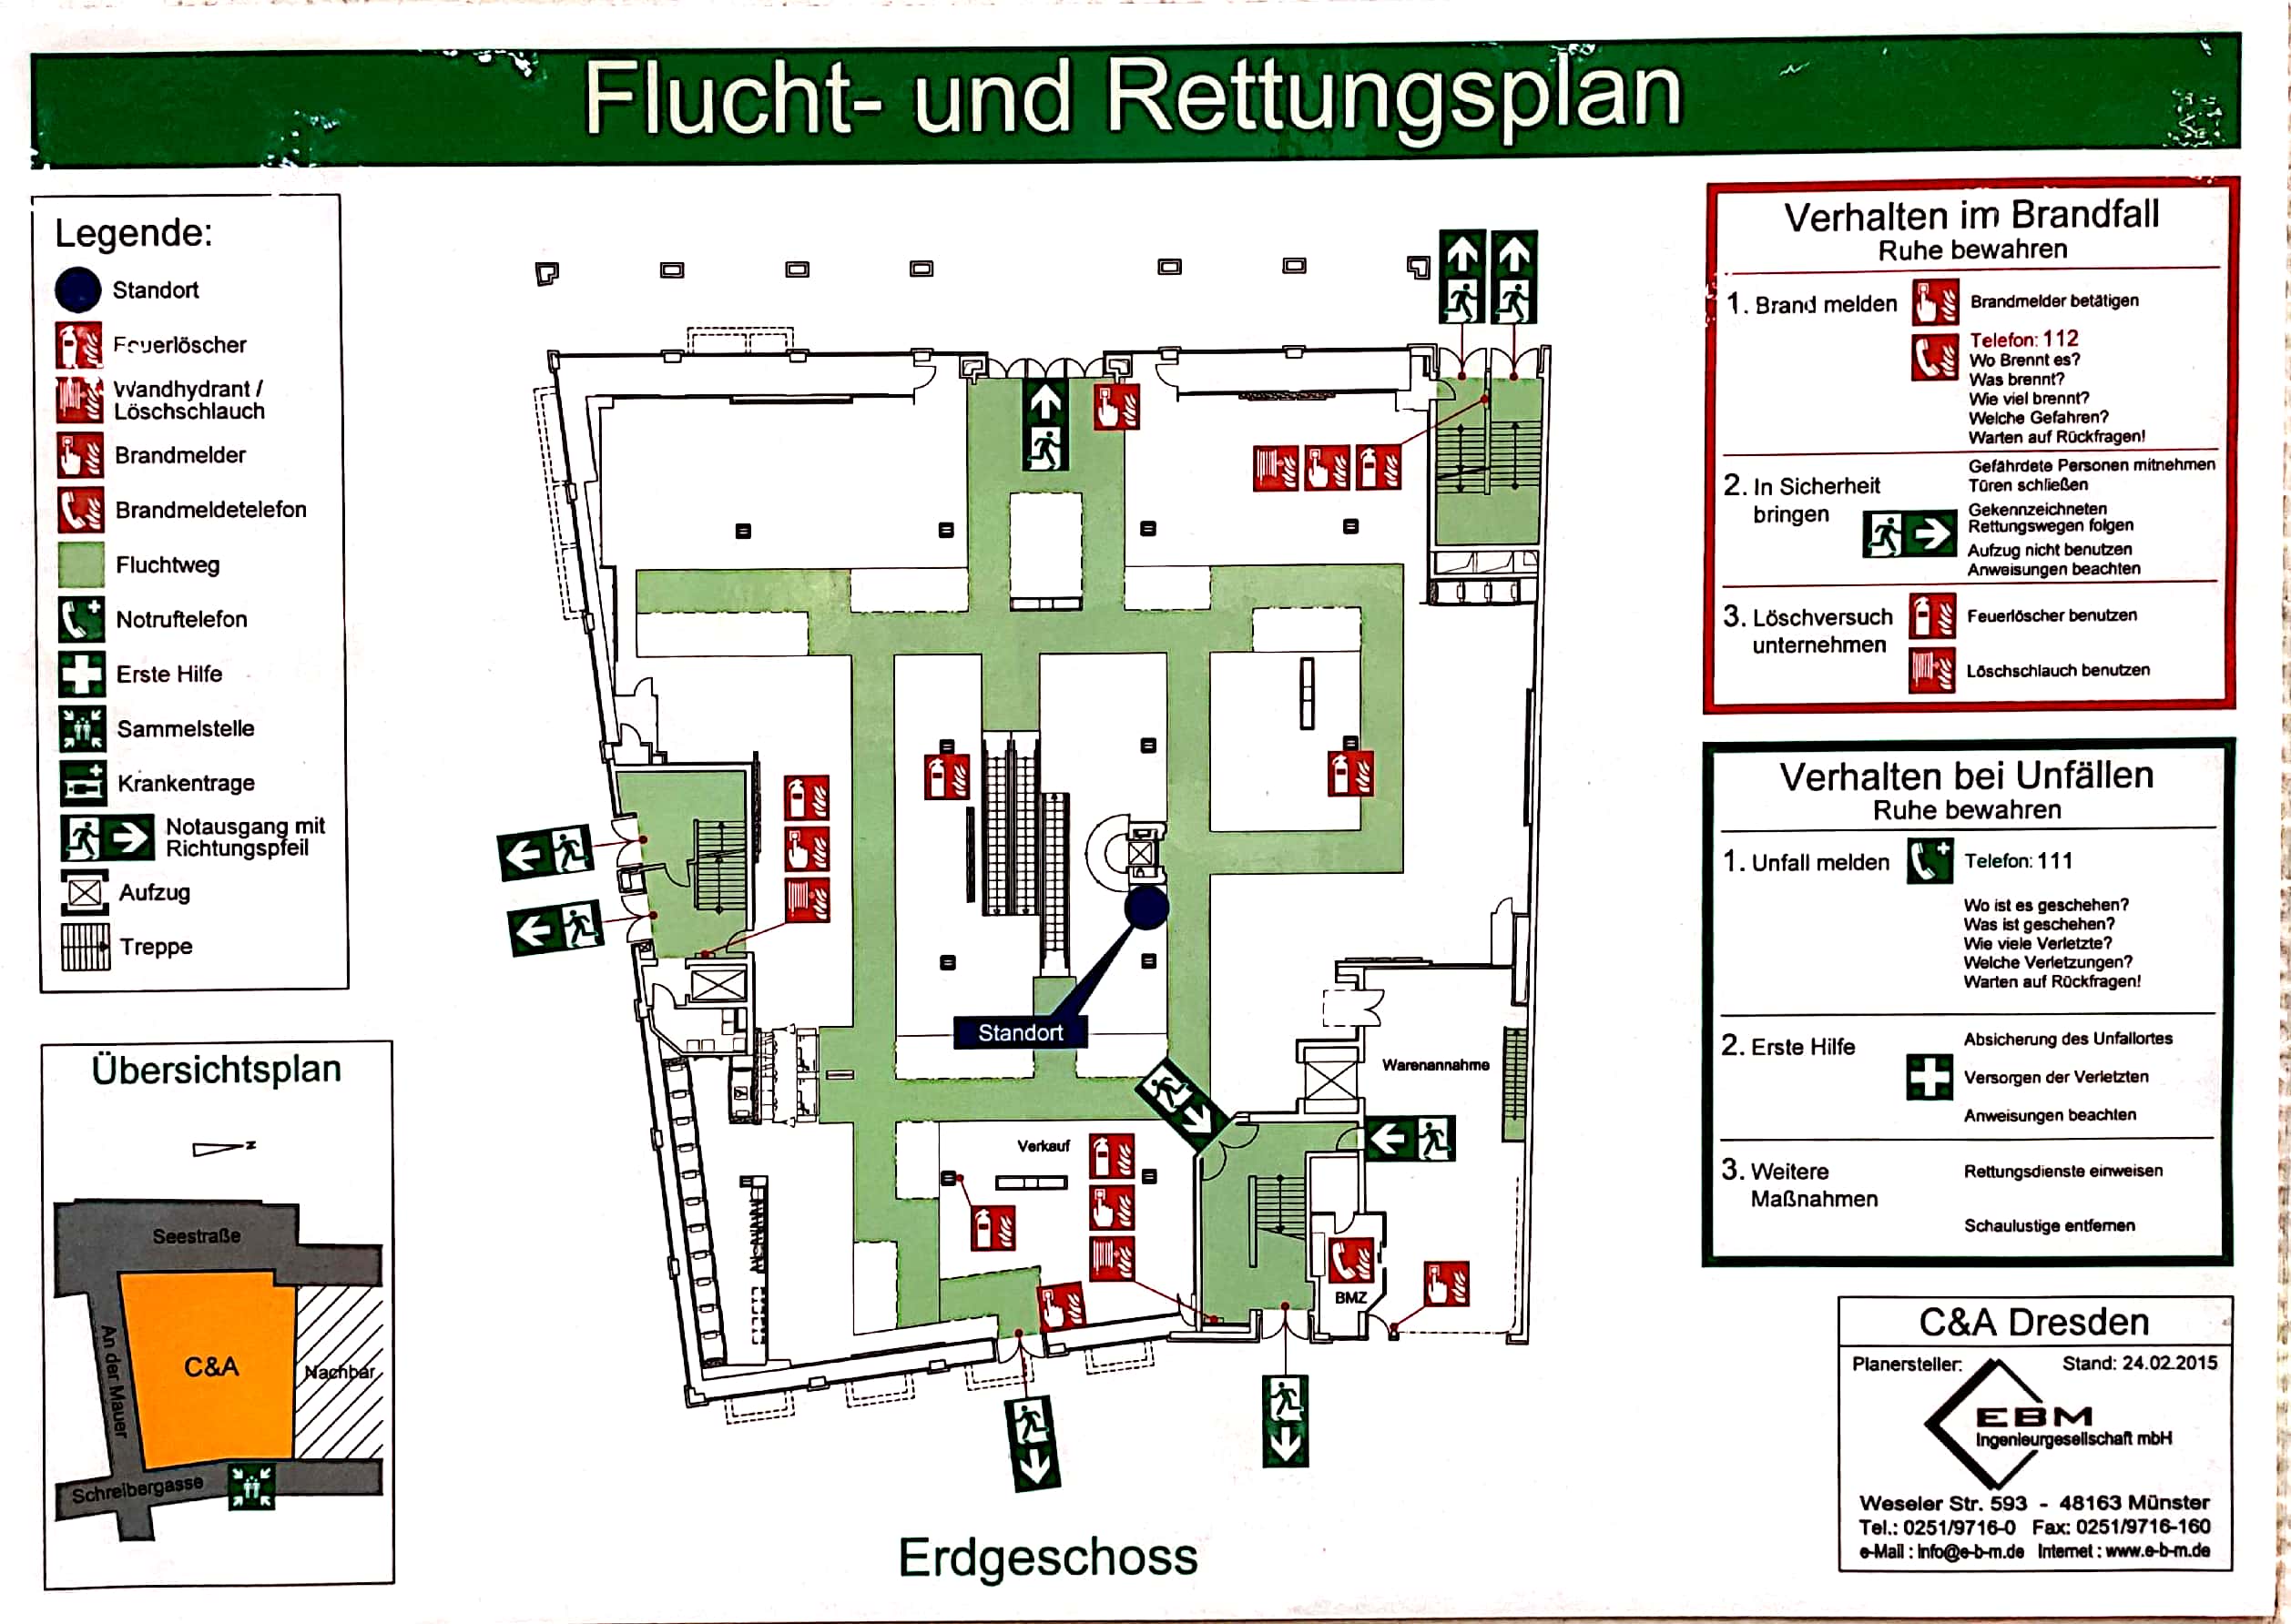 Flucht- und Rettungsplan
Legende:
Standort
Feuerlöscher
Wandhydrant /
Löschschlauch
Brandmelder
Brandmeldetelefon
Fluchtweg
Notruftelefon
Erste Hilfe
Sammelstelle
Krankentrage
Notausgang mit
Richtungspfeil
Aufzug
Treppe
Übersichtsplan
N
Seestraße
An der Mauer
C&A
Nachbar
Schreibergasse
Standort
Warenannahme
Verkauf
BMZ
Erdgeschoss
Verhalten im Brandfall
Ruhe bewahren
1. Brand melden
Brandmelder betätigen
Telefon: 112
Wo Brennt es?
Was brennt?
Wie viel brennt?
Welche Gefahren?
Warten auf Rückfragen!
2. In Sicherheit
bringen
Gefährdete Personen mitnehmen
Türen schließen
Gekennzeichneten
Rettungswegen folgen
Aufzug nicht benutzen
Anweisungen beachten
3. Löschversuch
unternehmen
Feuerlöscher benutzen
Löschschlauch benutzen
Verhalten bei Unfällen
Ruhe bewahren
1. Unfall melden
Telefon: 111
Wo ist es geschehen?
Was ist geschehen?
Wie viele Verletzte?
Welche Verletzungen?
Warten auf Rückfragen!
2. Erste Hilfe
Absicherung des Unfallortes
Versorgen der Verletzten
Anweisungen beachten
3. Weitere
Maßnahmen
Rettungsdienste einweisen
Schaulustige entfernen
C&A Dresden
Planersteller:
Stand: 24.02.2015
EBM
Ingenieurgesellschaft mbH
Weseler Str. 593 - 48163 Münster
Tel.: 0251/9716-0 Fax: 0251/9716-160
e-Mail : info@e-b-m.de Internet : www.e-b-m.de